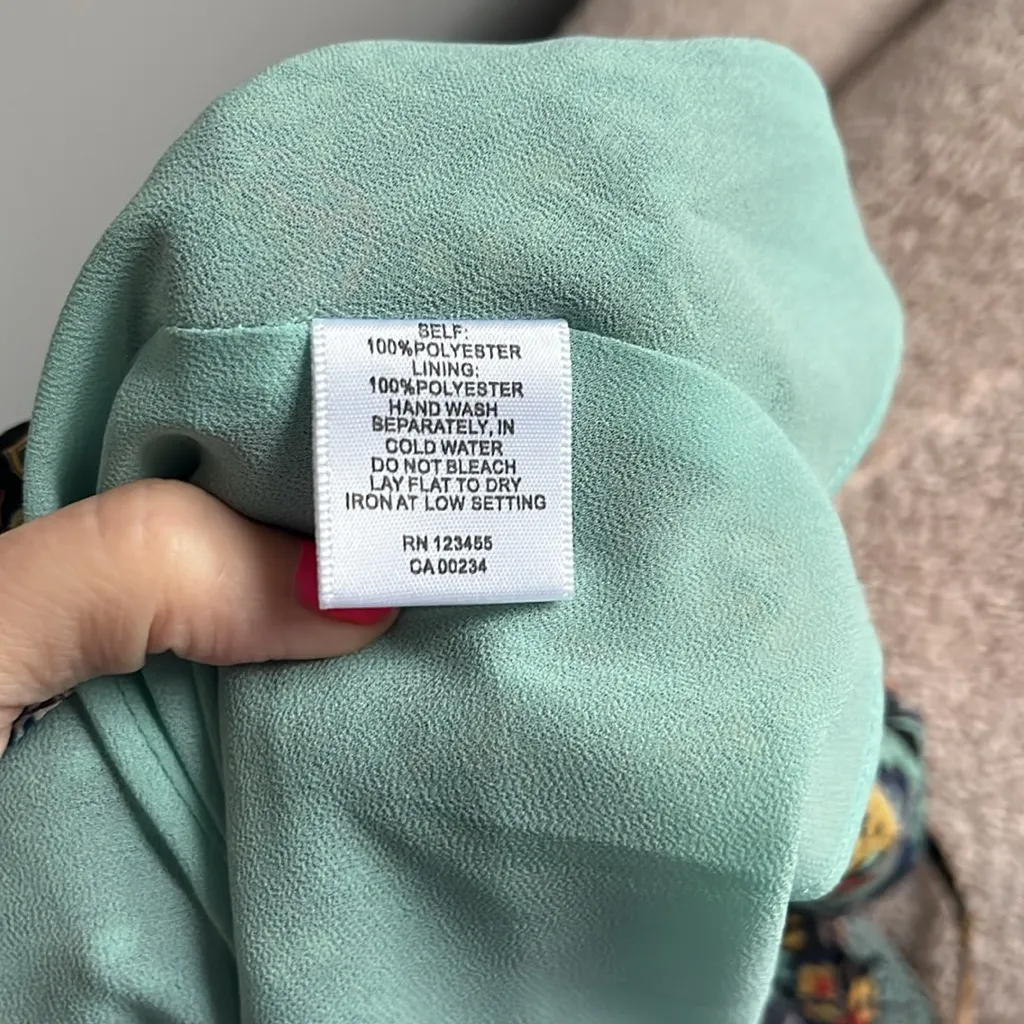 SELF:
100%POLYESTER
LINING:
100%POLYESTER
HAND WASH
SEPARATELY, IN
COLD WATER
DO NOT BLEACH
LAY FLAT TO DRY
IRON AT LOW SETTING
RN 123455
CA 00234